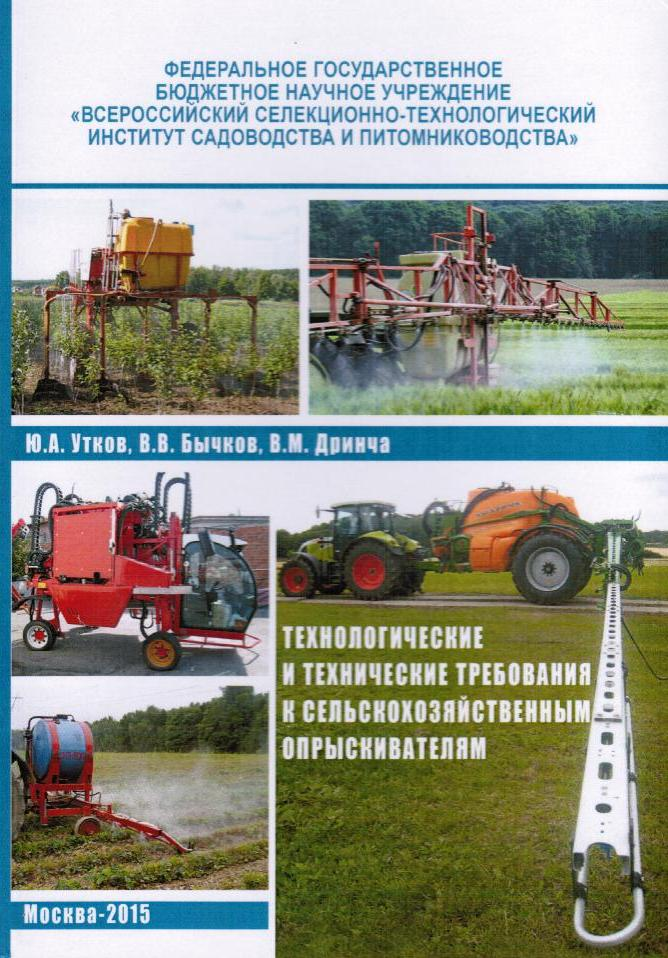 ФЕДЕРАЛЬНОЕ ГОСУДАРСТВЕННОЕ
БЮДЖЕТНОЕ НАУЧНОЕ УЧРЕЖДЕНИЕ
«ВСЕРОССИЙСКИЙ СЕЛЕКЦИОННО-ТЕХНОЛОГИЧЕСКИЙ
ИНСТИТУТ САДОВОДСТВА И ПИТОМНИКОВОДСТВА»
Ю.А. Утков, В.В. Бычков, В.М. Дринча
ТЕХНОЛОГИЧЕСКИЕ
И ТЕХНИЧЕСКИЕ ТРЕБОВАНИЯ
К СЕЛЬСКОХОЗЯЙСТВЕННЫМ
ОПРЫСКИВАТЕЛЯМ
Москва-2015